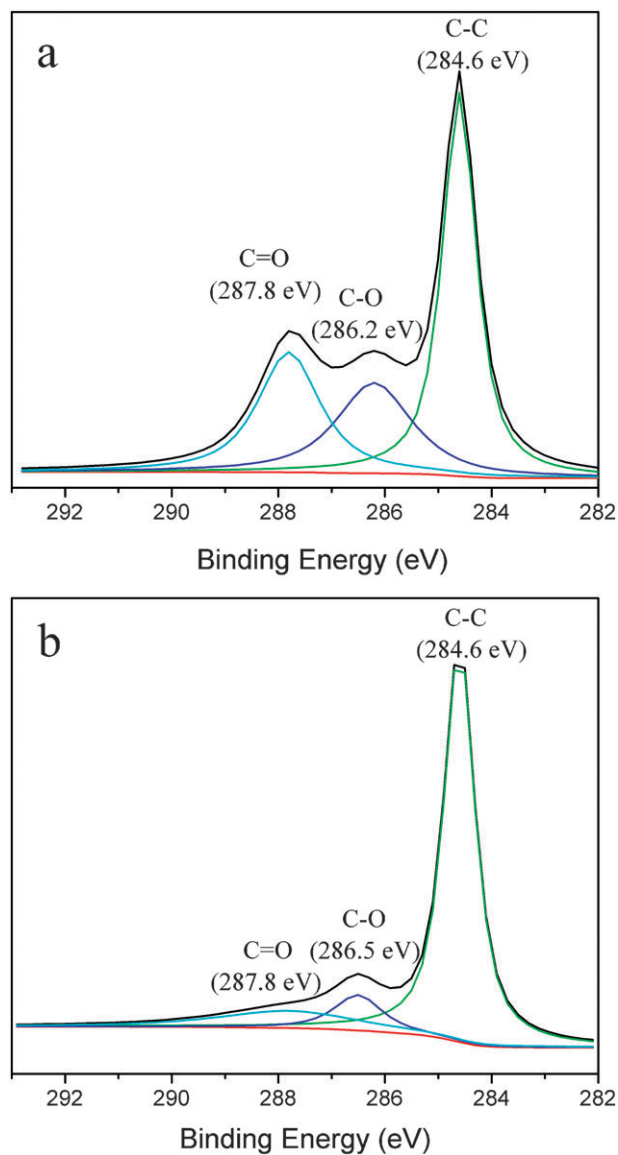 a
C-C
(284.6 eV)
C=O
(287.8 eV)
C-O
(286.2 eV)
292 290 288 286 284 282
Binding Energy (eV)
b
C-C
(284.6 eV)
C-O
(286.5 eV)
C=O
(287.8 eV)
292 290 288 286 284 282
Binding Energy (eV)